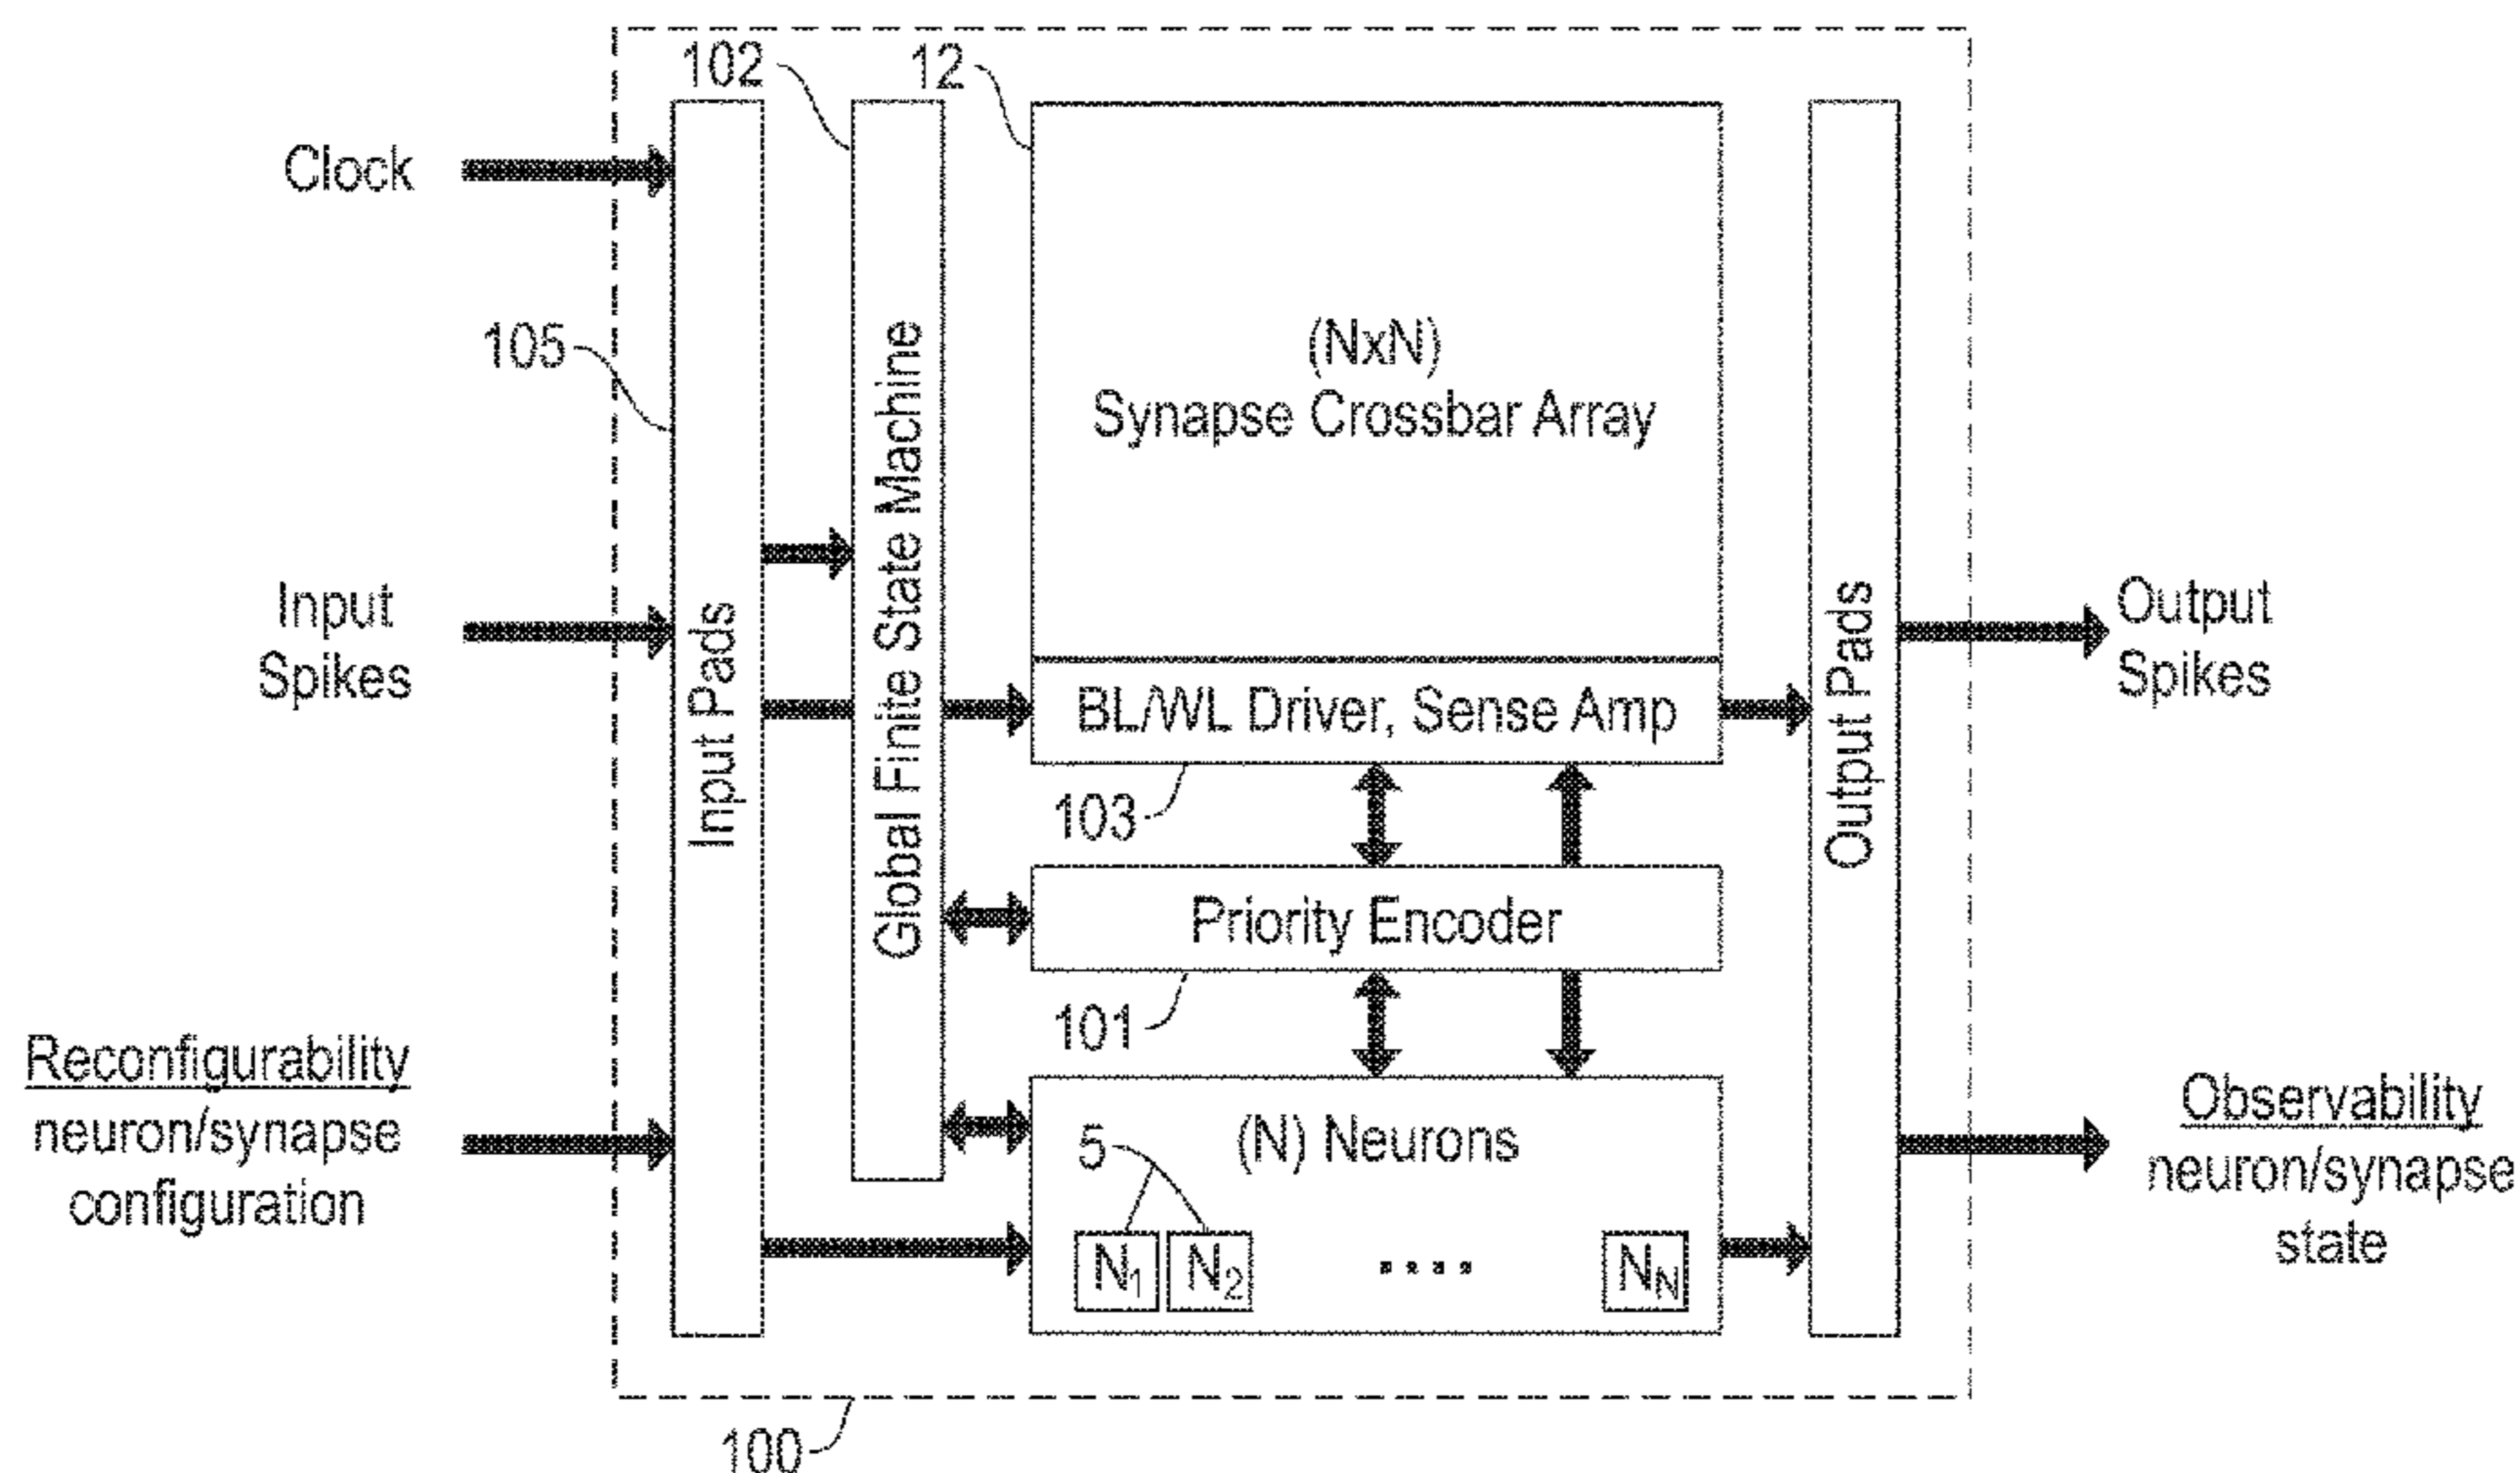 102
12
Clock
105
(NxN)
Synapse Crossbar Array
Global Finite State Machine
Input Pads
Output Pads
Input
Spikes
Output
Spikes
BL/WL Driver, Sense Amp
103
Priority Encoder
101
Reconfigurability
neuron/synapse
configuration
Observability
neuron/synapse
state
5
(N) Neurons
N1 N2 .... NN
100